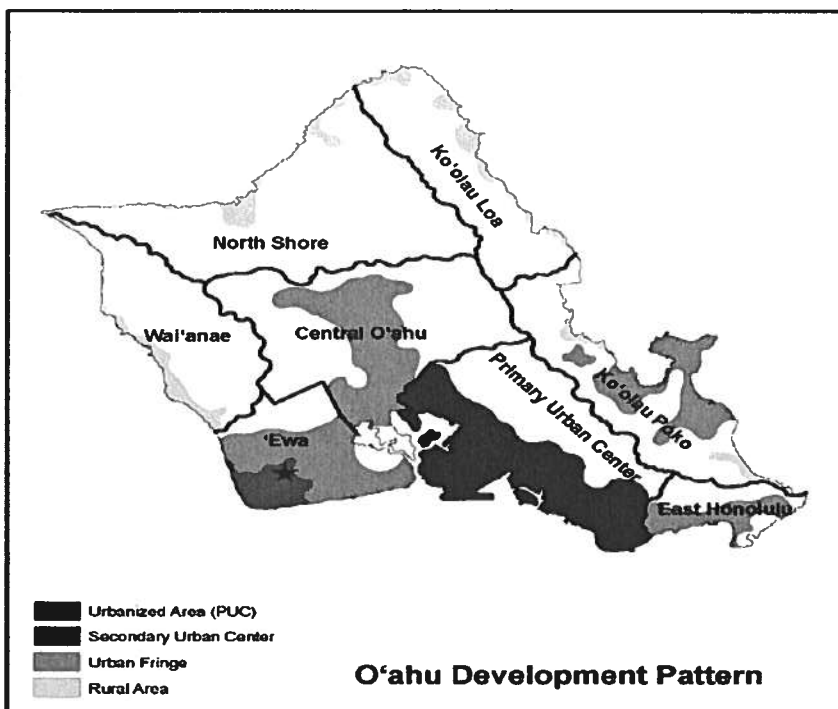 Ko'olau Loa
North Shore
Wai'anae
Central O'ahu
Primary Urban Center
Ko'olau Poko
'Ewa
East Honolulu
Urbanized Area (PUC)
Secondary Urban Center
Urban Fringe
Rural Area
O'ahu Development Pattern